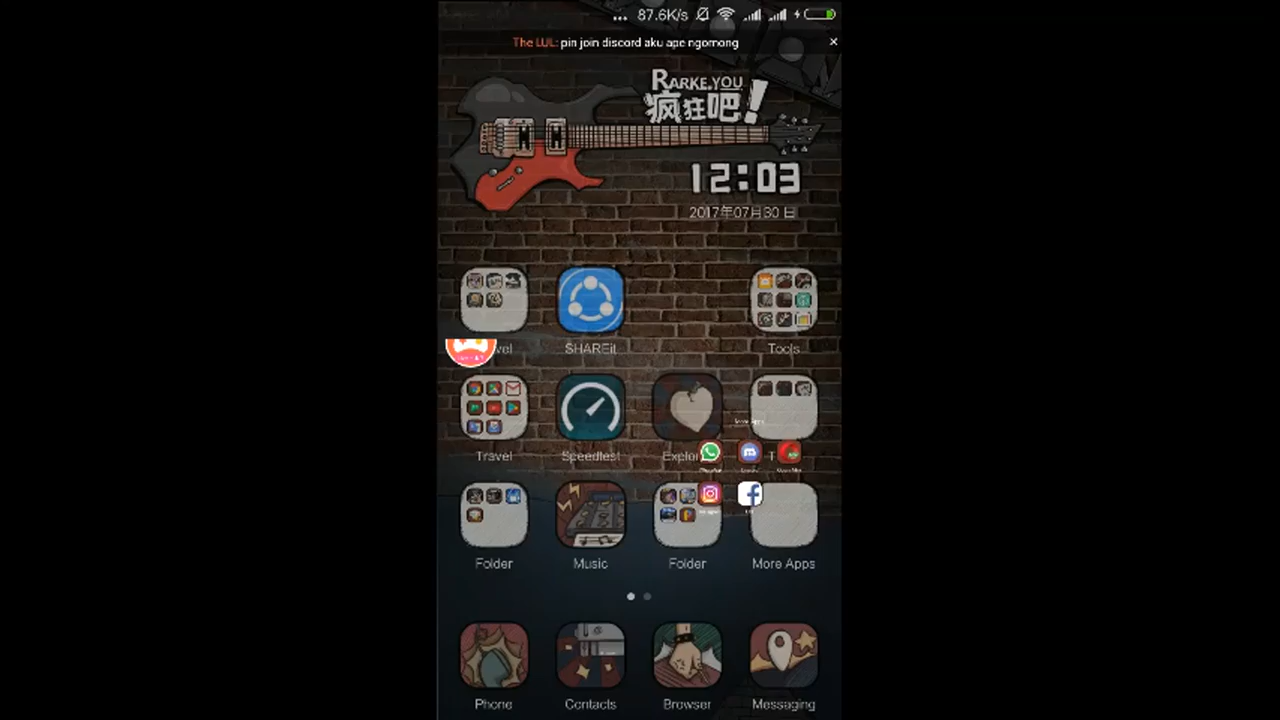 87.6K/s
The LUL: pin join discord aku ape ngomong
RARKE.YOU
疯狂吧!
12:03
2017年07月30日
SHAREit
Tools
Travel
Speedtest
More Apps
Folder
Music
Folder
More Apps
Phone
Contacts
Browser
Messaging